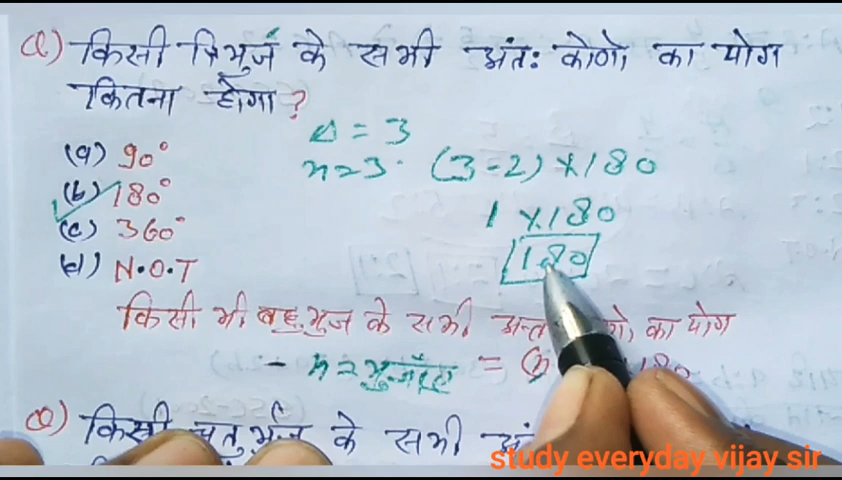 Q) किसी त्रिभुज के सभी अंतः कोणो का योग
कितना होगा?
(a) 90°
(b) 180°
(c) 360°
(d) N.O.T
Δ = 3
n=3. (3-2) × 180
1 × 180
180
किसी भी बहुभुज के सभी का योग
- n = भुजाएं = 180
Q) किसी चतुर्भुज के सभी
study everyday vijay sir